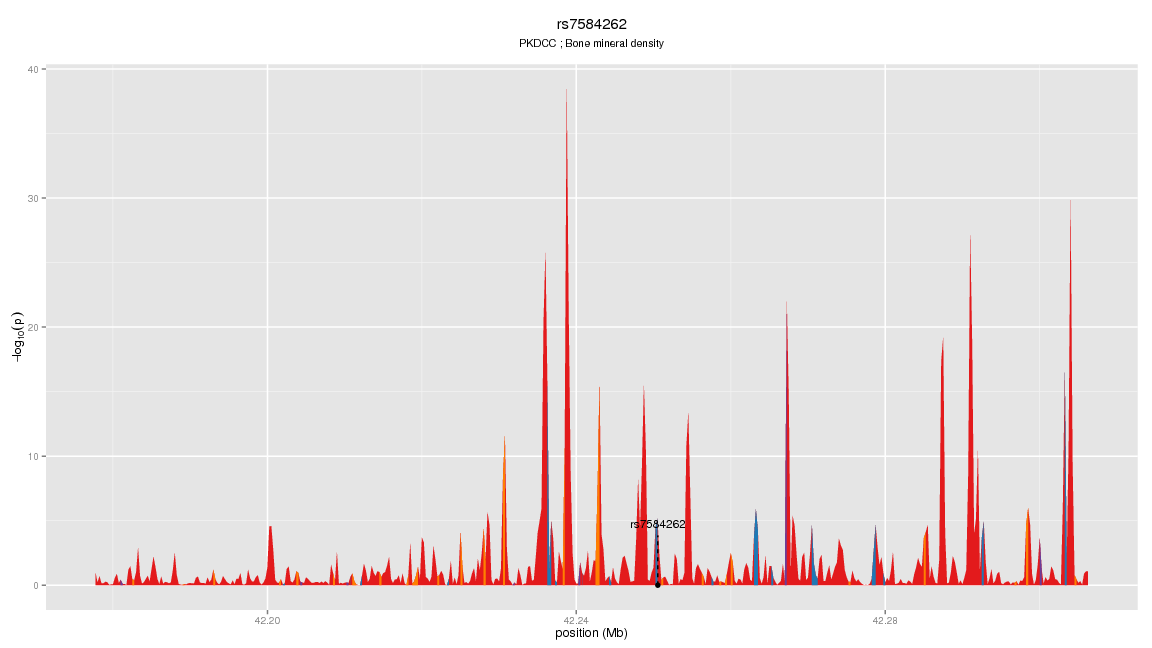 rs7584262
PKDCC ; Bone mineral density
40
30
20
10
0
−log₁₀(p)
rs7584262
42.20
42.24
42.28
position (Mb)